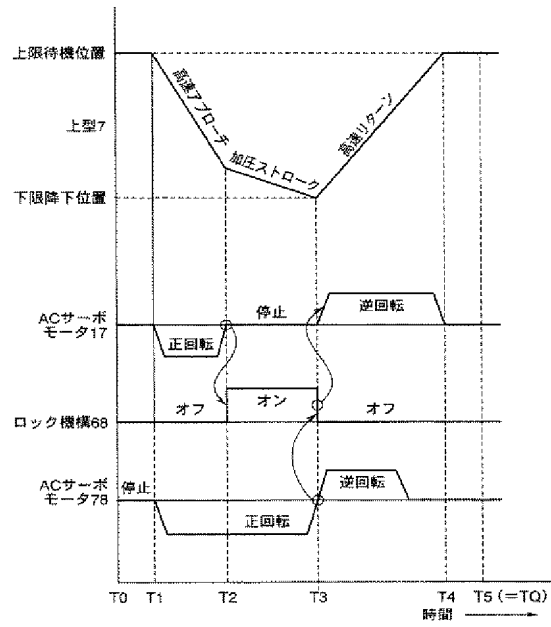 上限待機位置
高速アプローチ
上型7
加圧ストローク
高速リターン
下限降下位置
ACサーボ
モータ17
停止
逆回転
正回転
オフ
オン
オフ
ロック機構68
ACサーボ
モータ78
停止
逆回転
正回転
T0 T1 T2 T3 T4 T5 (=TQ)
時間